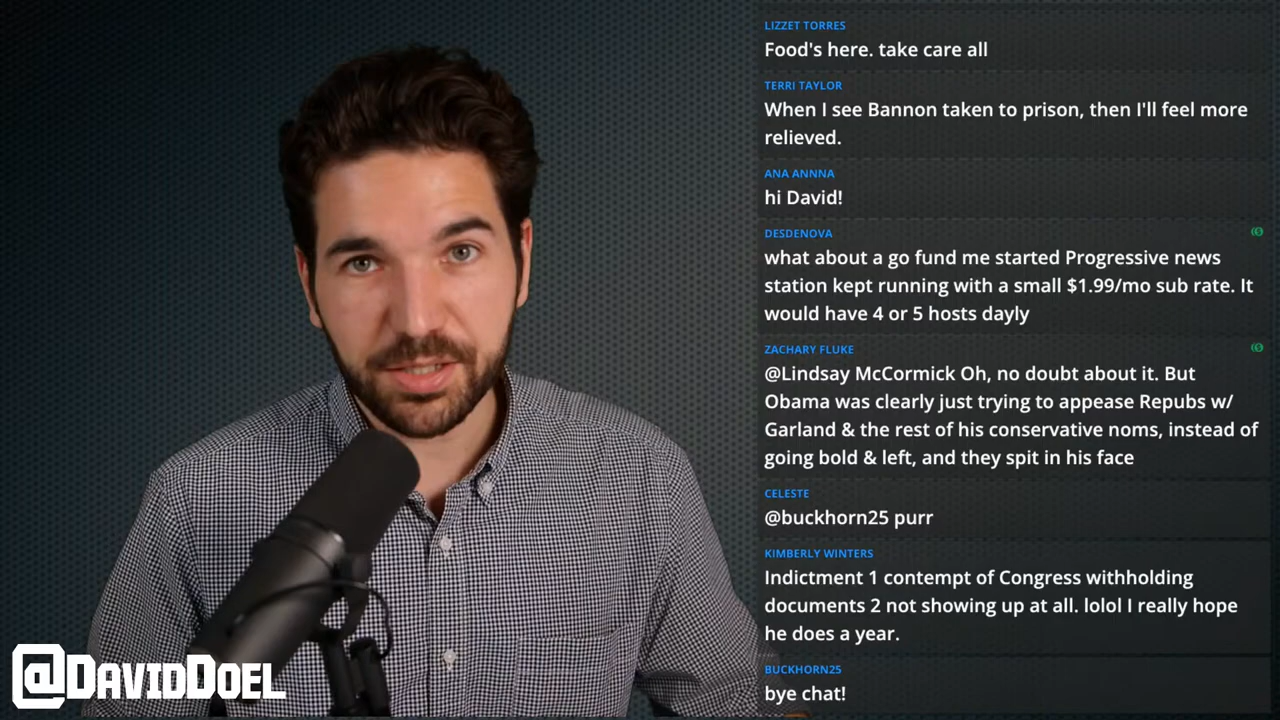 LIZZET TORRES
Food's here. take care all
TERRI TAYLOR
When I see Bannon taken to prison, then I'll feel more
relieved.
ANA ANNNA
hi David!
DESDENOVA
what about a go fund me started Progressive news
station kept running with a small $1.99/mo sub rate. It
would have 4 or 5 hosts dayly
ZACHARY FLUKE
@Lindsay McCormick Oh, no doubt about it. But
Obama was clearly just trying to appease Repubs w/
Garland & the rest of his conservative noms, instead of
going bold & left, and they spit in his face
CELESTE
@buckhorn25 purr
KIMBERLY WINTERS
Indictment 1 contempt of Congress withholding
documents 2 not showing up at all. lolol I really hope
he does a year.
BUCKHORN25
bye chat!
@DAVIDDOEL